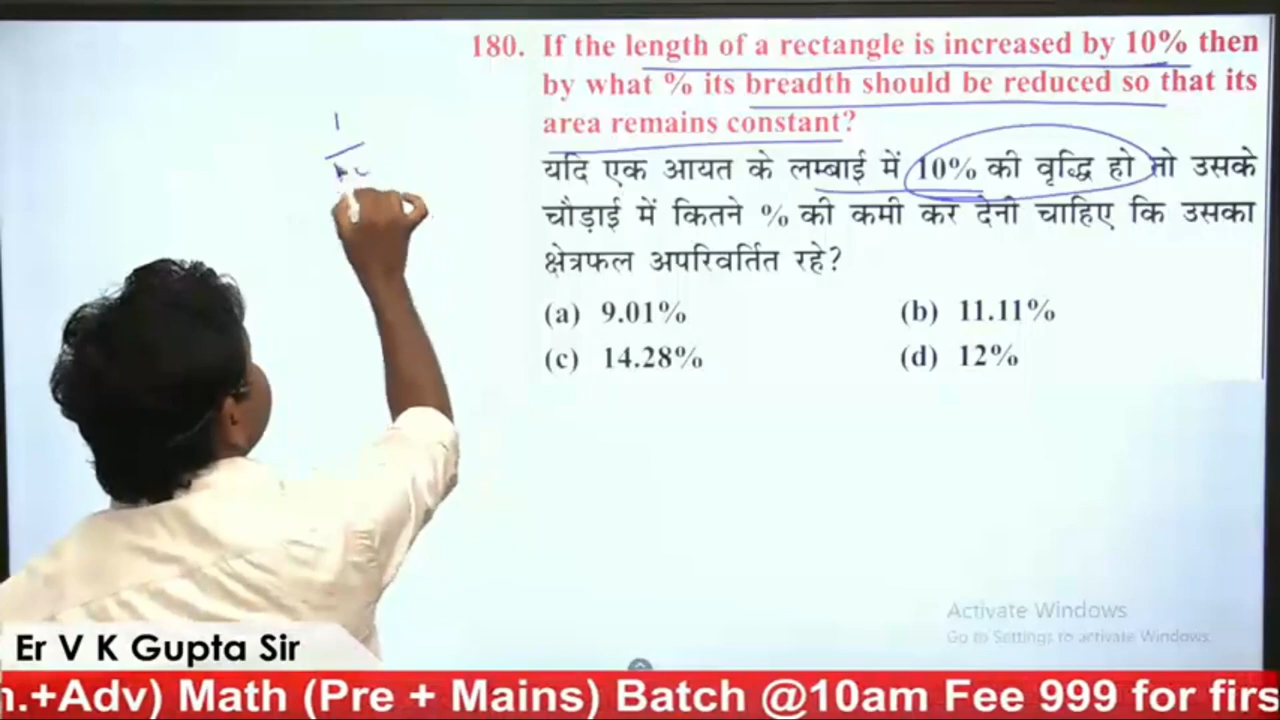 180. If the length of a rectangle is increased by 10% then
by what % its breadth should be reduced so that its
area remains constant?
यदि एक आयत के लम्बाई में 10% की वृद्धि हो तो उसके
चौड़ाई में कितने % की कमी कर देनी चाहिए कि उसका
क्षेत्रफल अपरिवर्तित रहे?
(a) 9.01% (b) 11.11%
(c) 14.28% (d) 12%
1
Activate Windows
Go to Settings to activate Windows.
Er V K Gupta Sir
n.+Adv) Math (Pre + Mains) Batch @10am Fee 999 for firs